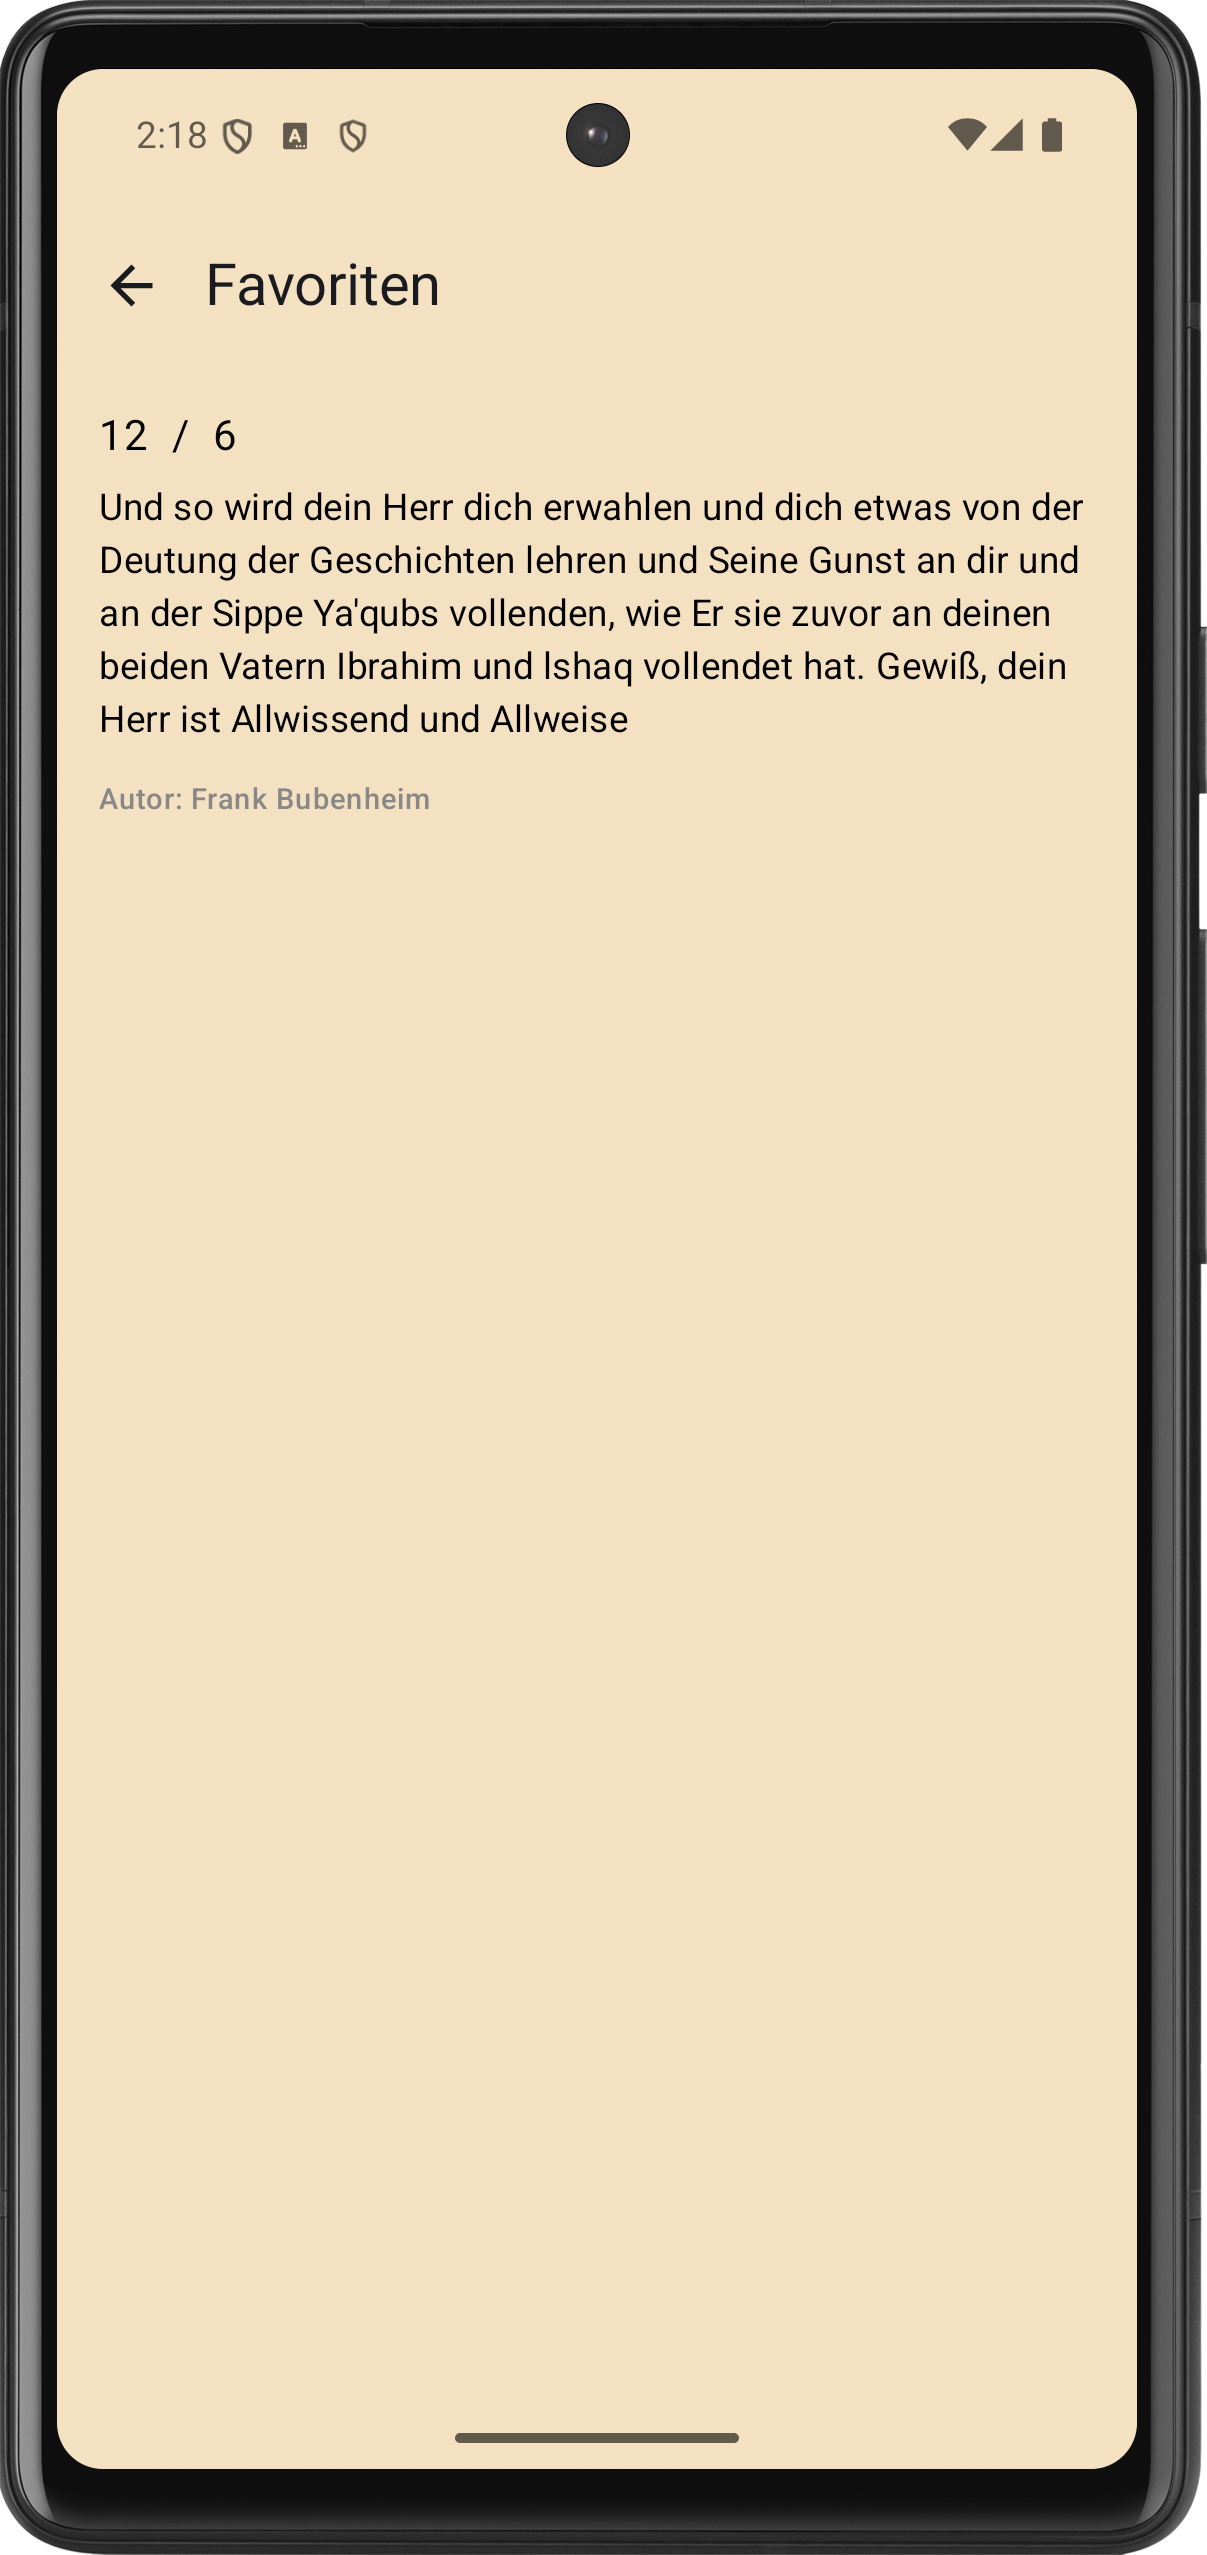 2:18
Favoriten
12 / 6
Und so wird dein Herr dich erwahlen und dich etwas von der
Deutung der Geschichten lehren und Seine Gunst an dir und
an der Sippe Ya'qubs vollenden, wie Er sie zuvor an deinen
beiden Vatern Ibrahim und lshaq vollendet hat. Gewiß, dein
Herr ist Allwissend und Allweise
Autor: Frank Bubenheim